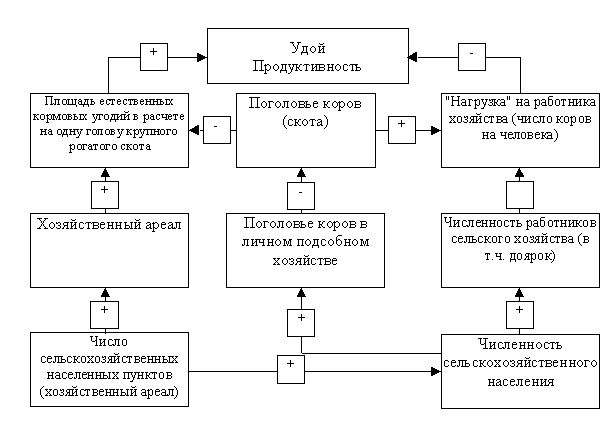 Удой
Продуктивность
+
-
Площадь естественных
кормовых угодий в расчете
на одну голову крупного
рогатого скота
-
Поголовье коров
(скота)
+
"Нагрузка" на работника
хозяйства (число коров
на человека)
+
-
Хозяйственный ареал
Поголовье коров в
личном подсобном
хозяйстве
Численность работников
сельского хозяйства (в
т.ч. доярок)
+
+
+
Число
сельскохозяйственных
населенных пунктов
(хозяйственный ареал)
+
Численность
сельскохозяйственного
населения